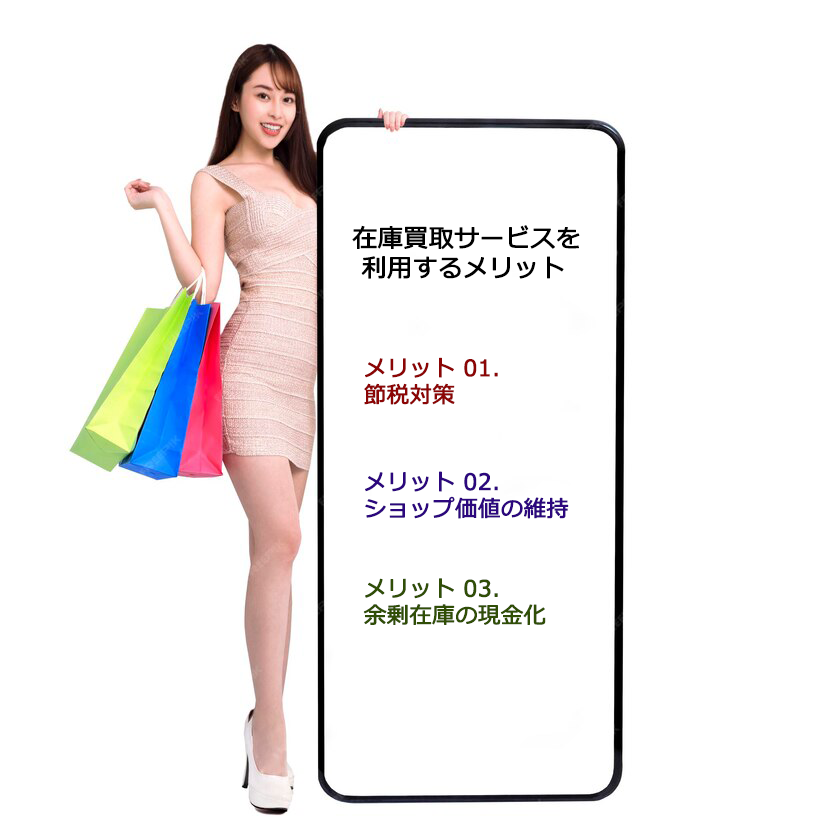 在庫買取サービスを
利用するメリット
メリット 01.
節税対策
メリット 02.
ショップ価値の維持
メリット 03.
余剰在庫の現金化